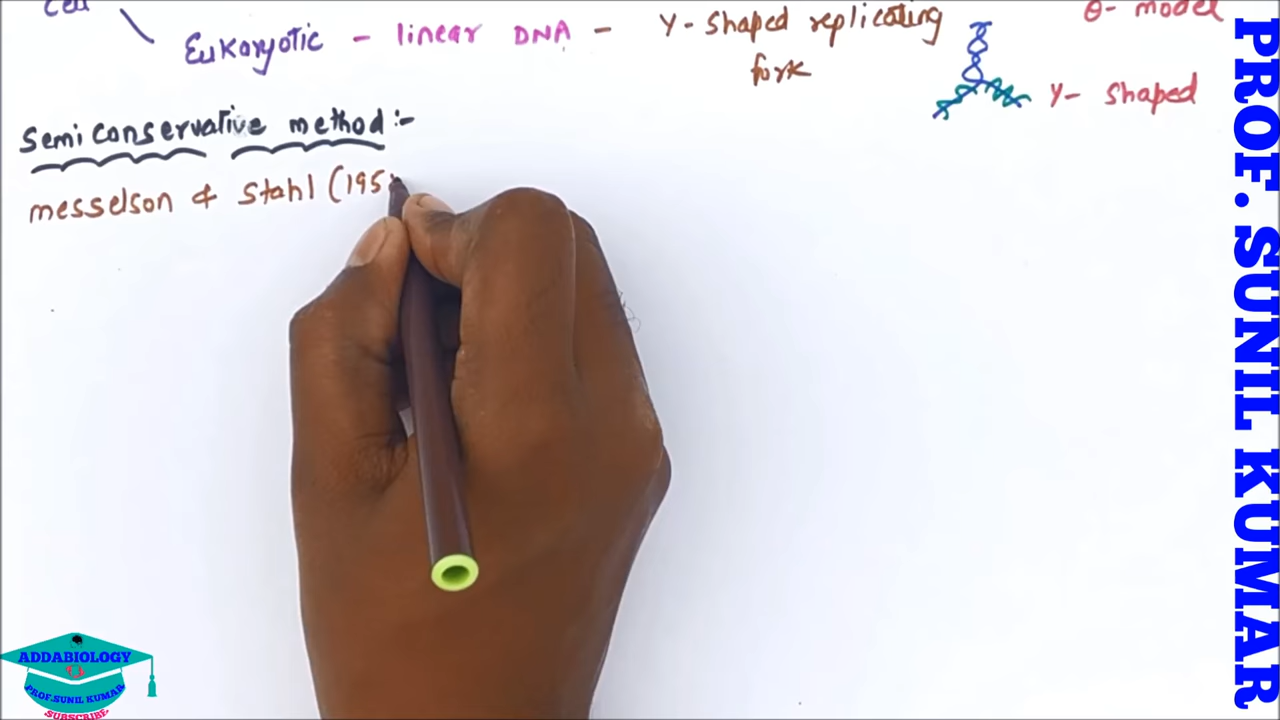 Cell
θ- model
Eukaryotic - linear DNA - Y- Shaped replicating
fork
Y- Shaped
Semiconservative method :-
messelson & Stahl (195
PROF. SUNIL KUMAR
ADDABIOLOGY
PROF.SUNIL KUMAR
SUBSCRIBE